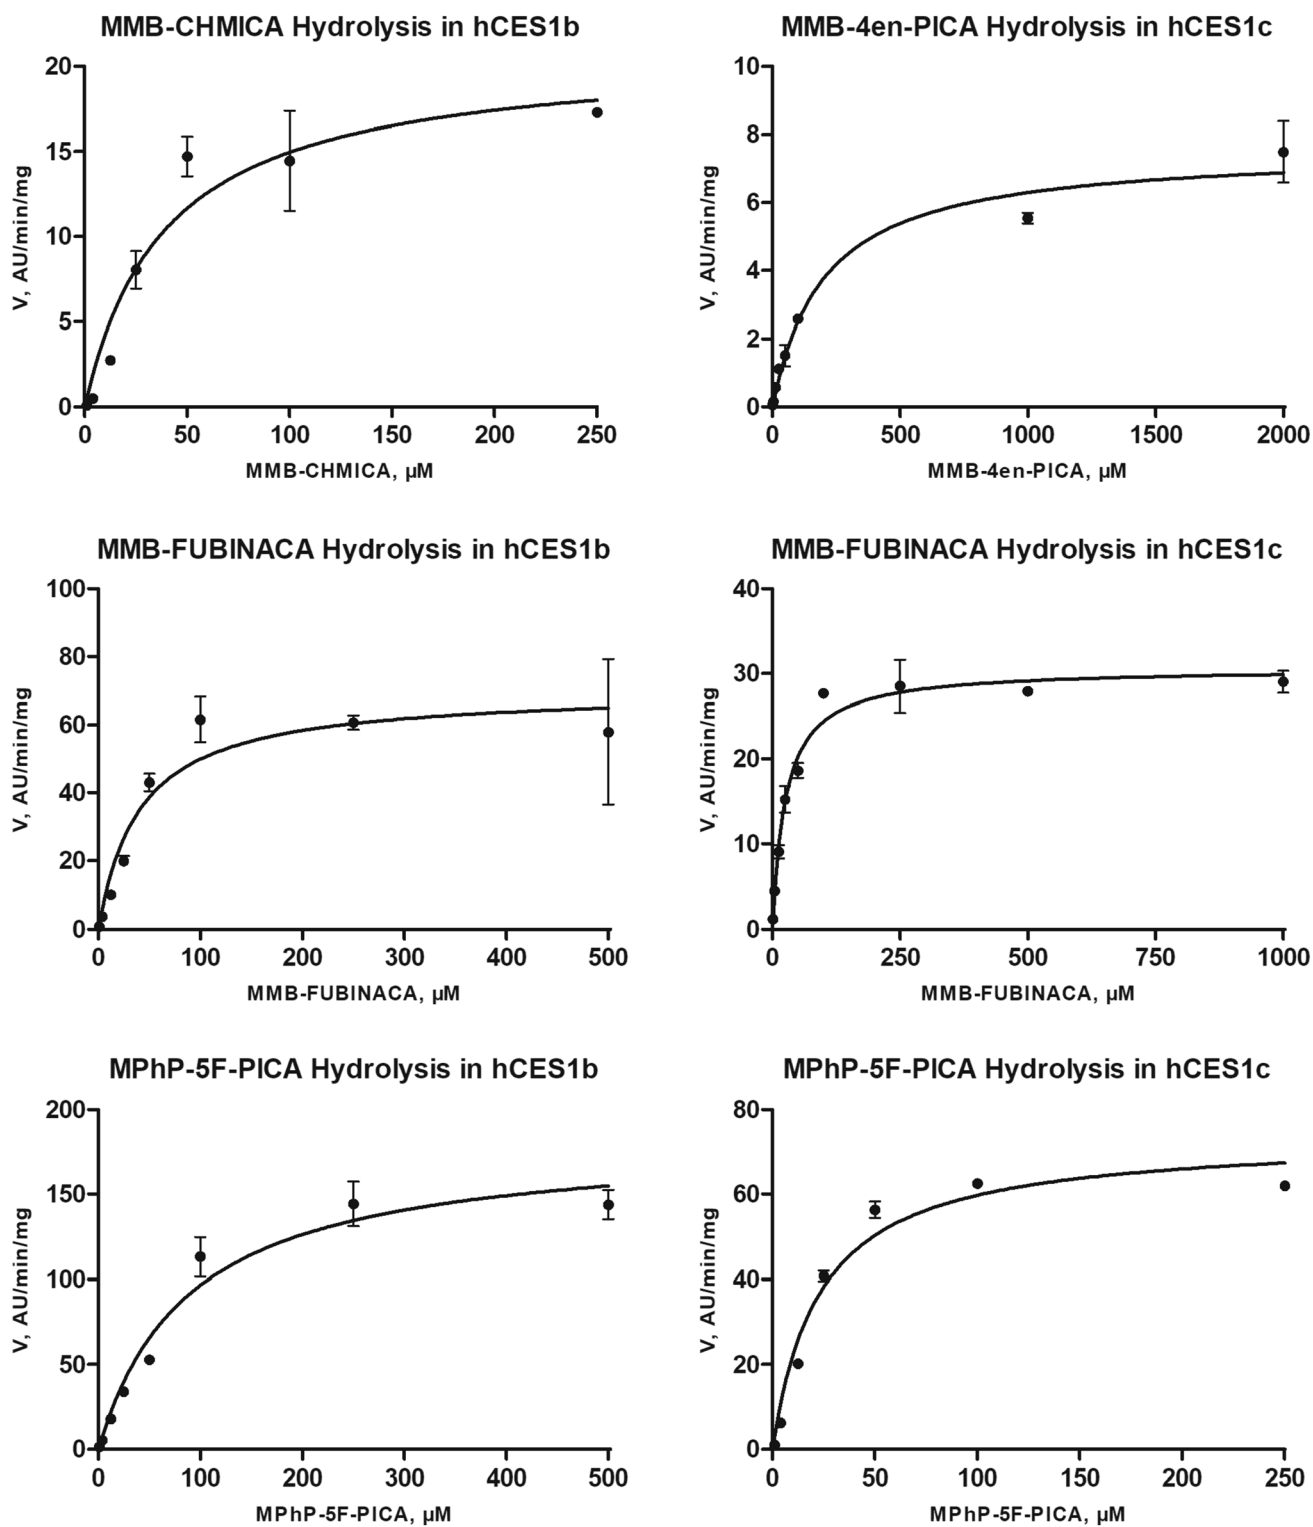 MMB-CHMICA Hydrolysis in hCES1b
V, AU/min/mg
20
15
10
5
0
0 50 100 150 200 250
MMB-CHMICA, µM
MMB-4en-PICA Hydrolysis in hCES1c
V, AU/min/mg
10
8
6
4
2
0
0 500 1000 1500 2000
MMB-4en-PICA, µM
MMB-FUBINACA Hydrolysis in hCES1b
V, AU/min/mg
100
80
60
40
20
0
0 100 200 300 400 500
MMB-FUBINACA, µM
MMB-FUBINACA Hydrolysis in hCES1c
V, AU/min/mg
40
30
20
10
0
0 250 500 750 1000
MMB-FUBINACA, µM
MPhP-5F-PICA Hydrolysis in hCES1b
V, AU/min/mg
200
150
100
50
0
0 100 200 300 400 500
MPhP-5F-PICA, µM
MPhP-5F-PICA Hydrolysis in hCES1c
V, AU/min/mg
80
60
40
20
0
0 50 100 150 200 250
MPhP-5F-PICA, µM